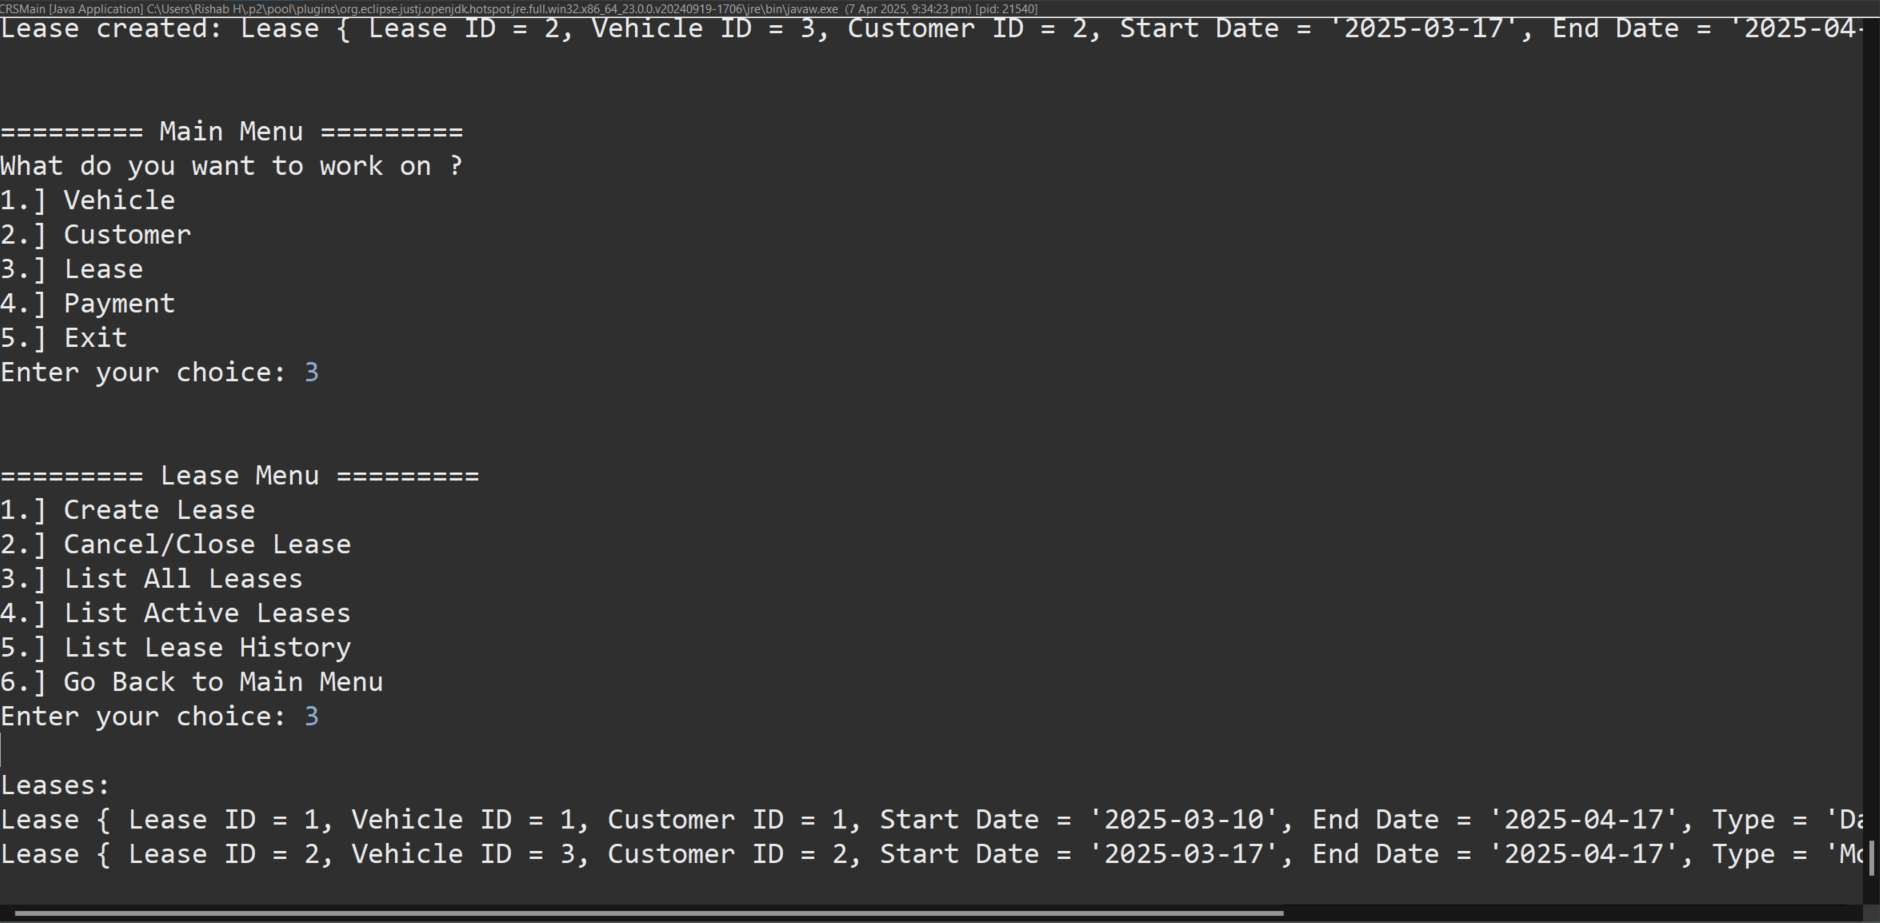 CRSMain [Java Application] C:\Users\Rishab H\.p2\pool\plugins\org.eclipse.justj.openjdk.hotspot.jre.full.win32.x86_64_23.0.0.v20240919-1706\jre\bin\javaw.exe (7 Apr 2025, 9:34:23 pm) [pid: 21540]
Lease created: Lease { Lease ID = 2, Vehicle ID = 3, Customer ID = 2, Start Date = '2025-03-17', End Date = '2025-04-
========= Main Menu =========
What do you want to work on ?
1.] Vehicle
2.] Customer
3.] Lease
4.] Payment
5.] Exit
Enter your choice: 3
========= Lease Menu =========
1.] Create Lease
2.] Cancel/Close Lease
3.] List All Leases
4.] List Active Leases
5.] List Lease History
6.] Go Back to Main Menu
Enter your choice: 3
Leases:
Lease { Lease ID = 1, Vehicle ID = 1, Customer ID = 1, Start Date = '2025-03-10', End Date = '2025-04-17', Type = 'Da
Lease { Lease ID = 2, Vehicle ID = 3, Customer ID = 2, Start Date = '2025-03-17', End Date = '2025-04-17', Type = 'Mo